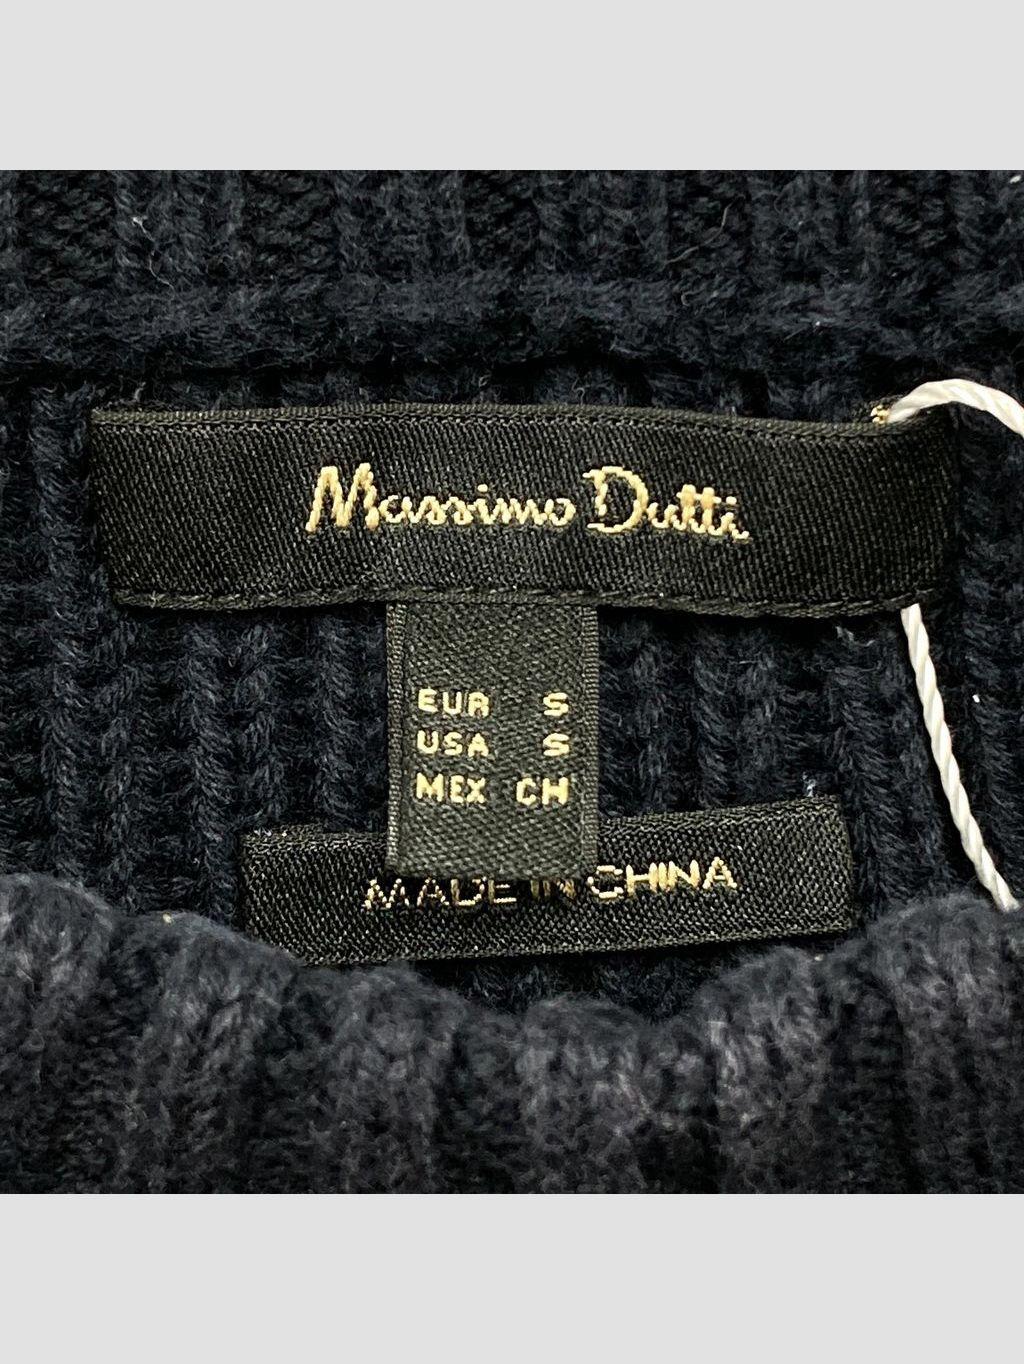 Massimo Dutti
EUR S
USA S
MEX CH
MADE IN CHINA